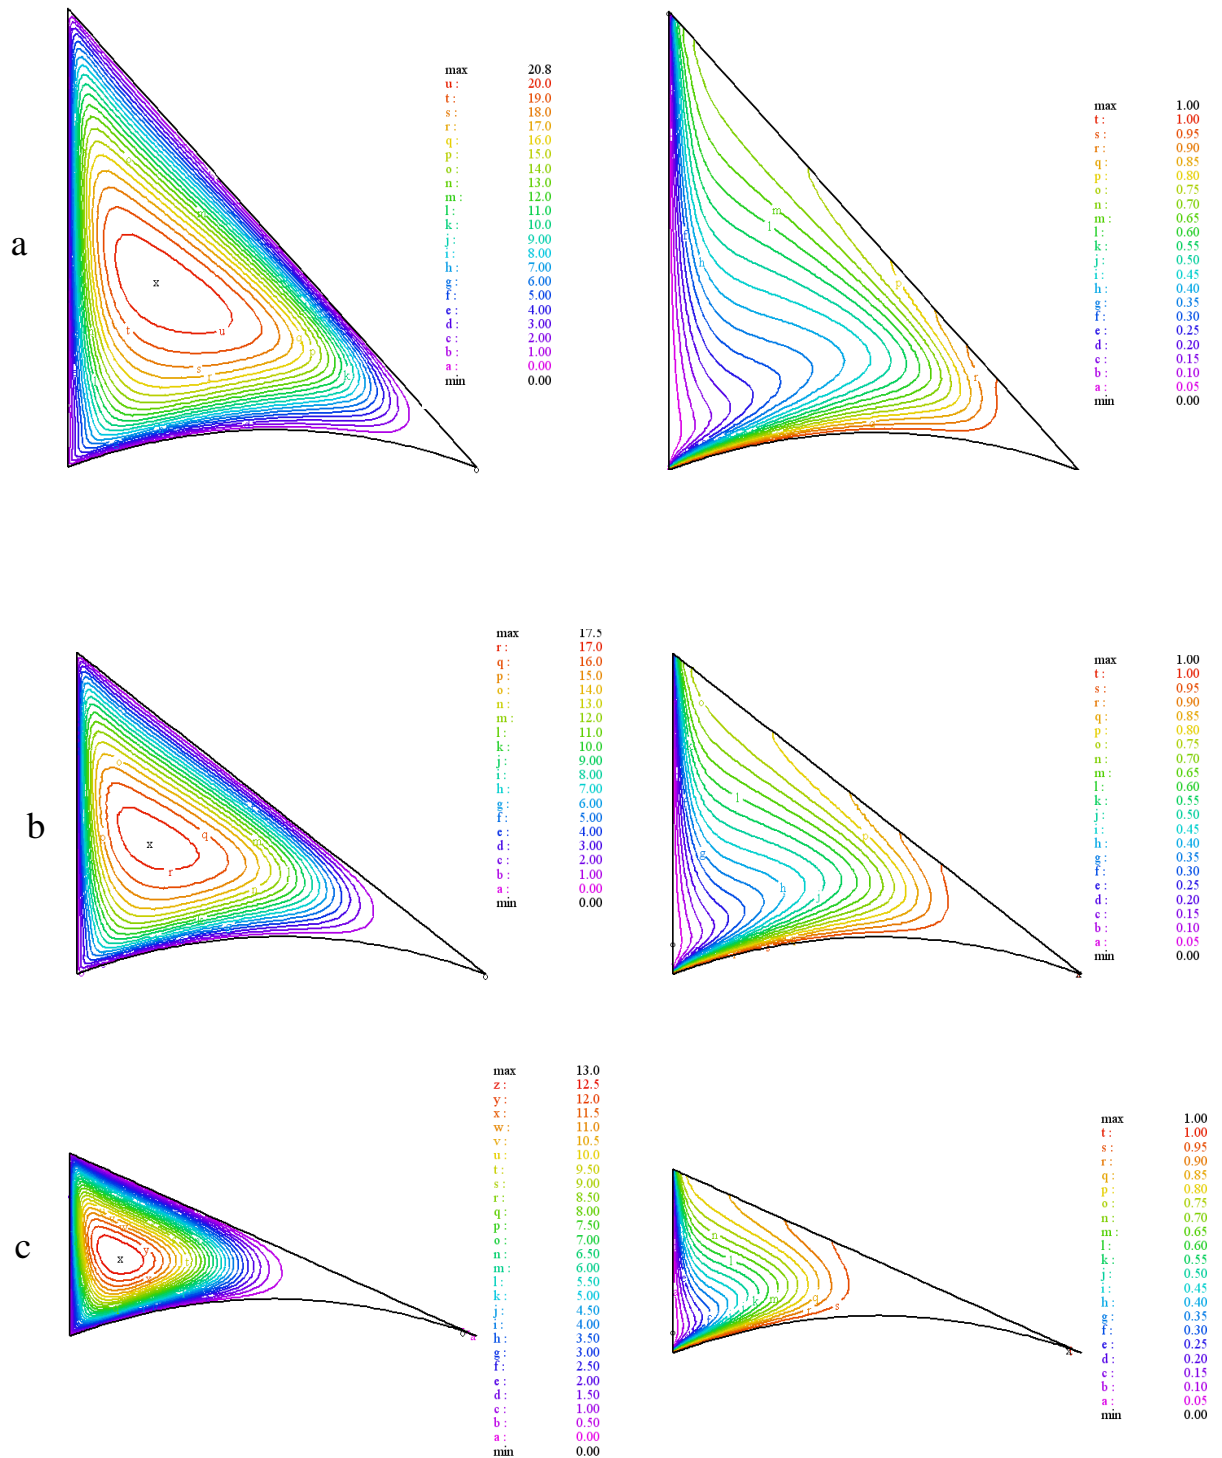 a
max 20.8
u : 20.0
t : 19.0
s : 18.0
r : 17.0
q : 16.0
p : 15.0
o : 14.0
n : 13.0
m : 12.0
l : 11.0
k : 10.0
j : 9.00
i : 8.00
h : 7.00
g : 6.00
f : 5.00
e : 4.00
d : 3.00
c : 2.00
b : 1.00
a : 0.00
min 0.00
o
x
t
u
s
r
p
k
max 1.00
t : 1.00
s : 0.95
r : 0.90
q : 0.85
p : 0.80
o : 0.75
n : 0.70
m : 0.65
l : 0.60
k : 0.55
j : 0.50
i : 0.45
h : 0.40
g : 0.35
f : 0.30
e : 0.25
d : 0.20
c : 0.15
b : 0.10
a : 0.05
min 0.00
m
l
h
p
r
b
max 17.5
r : 17.0
q : 16.0
p : 15.0
o : 14.0
n : 13.0
m : 12.0
l : 11.0
k : 10.0
j : 9.00
i : 8.00
h : 7.00
g : 6.00
f : 5.00
e : 4.00
d : 3.00
c : 2.00
b : 1.00
a : 0.00
min 0.00
o
q
m
x
r
n
max 1.00
t : 1.00
s : 0.95
r : 0.90
q : 0.85
p : 0.80
o : 0.75
n : 0.70
m : 0.65
l : 0.60
k : 0.55
j : 0.50
i : 0.45
h : 0.40
g : 0.35
f : 0.30
e : 0.25
d : 0.20
c : 0.15
b : 0.10
a : 0.05
min 0.00
o
k
l
p
g
h
j
c
max 13.0
z : 12.5
y : 12.0
x : 11.5
w : 11.0
v : 10.5
u : 10.0
t : 9.50
s : 9.00
r : 8.50
q : 8.00
p : 7.50
o : 7.00
n : 6.50
m : 6.00
l : 5.50
k : 5.00
j : 4.50
i : 4.00
h : 3.50
g : 3.00
f : 2.50
e : 2.00
d : 1.50
c : 1.00
b : 0.50
a : 0.00
min 0.00
y
x
x
a
max 1.00
t : 1.00
s : 0.95
r : 0.90
q : 0.85
p : 0.80
o : 0.75
n : 0.70
m : 0.65
l : 0.60
k : 0.55
j : 0.50
i : 0.45
h : 0.40
g : 0.35
f : 0.30
e : 0.25
d : 0.20
c : 0.15
b : 0.10
a : 0.05
min 0.00
n
l
k
m
q
r
s
f